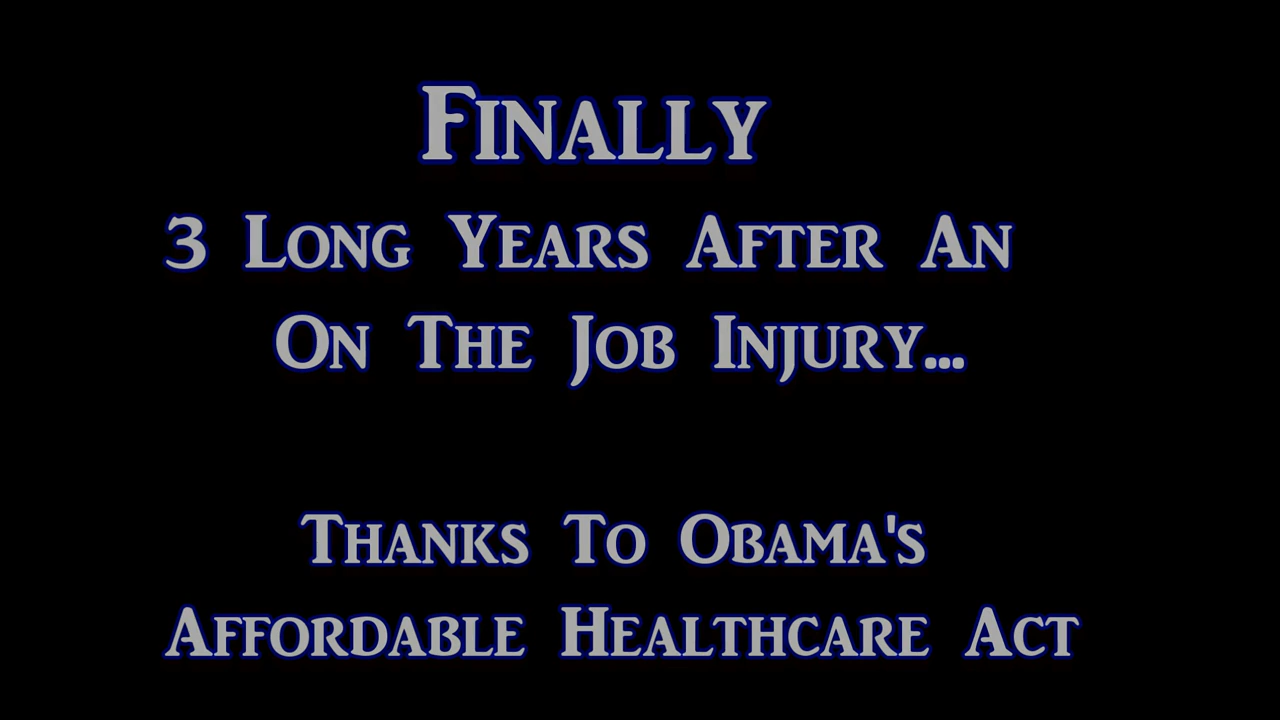 Finally
3 Long Years After An
On The Job Injury...
Thanks To Obama's
Affordable Healthcare Act